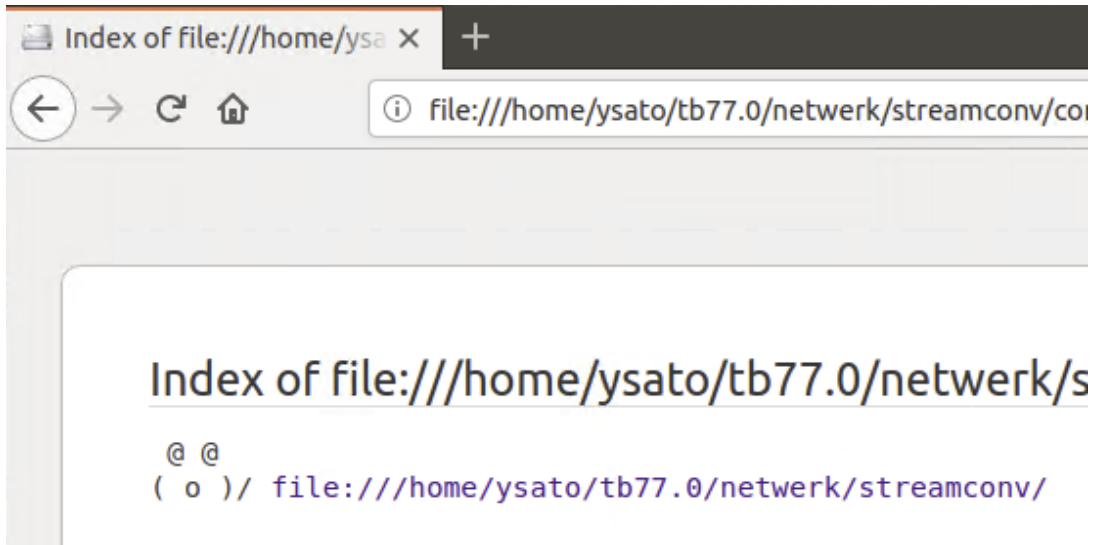 Index of file:///home/ysa
file:///home/ysato/tb77.0/netwerk/streamconv/co
Index of file:///home/ysato/tb77.0/netwerk/s
@ @
( o )/ file:///home/ysato/tb77.0/netwerk/streamconv/